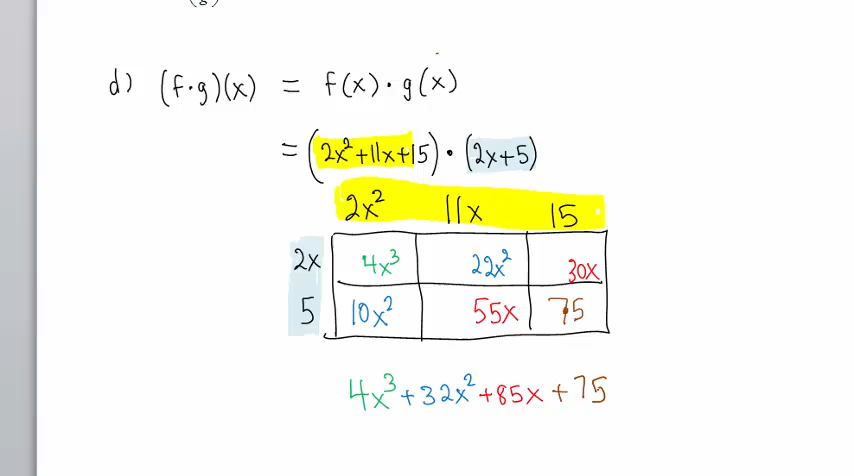 (g)
d) (f·g)(x) = f(x)·g(x)
= (2x²+11x+15)·(2x+5)
2x² 11x 15
2x 4x³ 22x² 30x
5 10x² 55x 75
4x³+32x²+85x+75